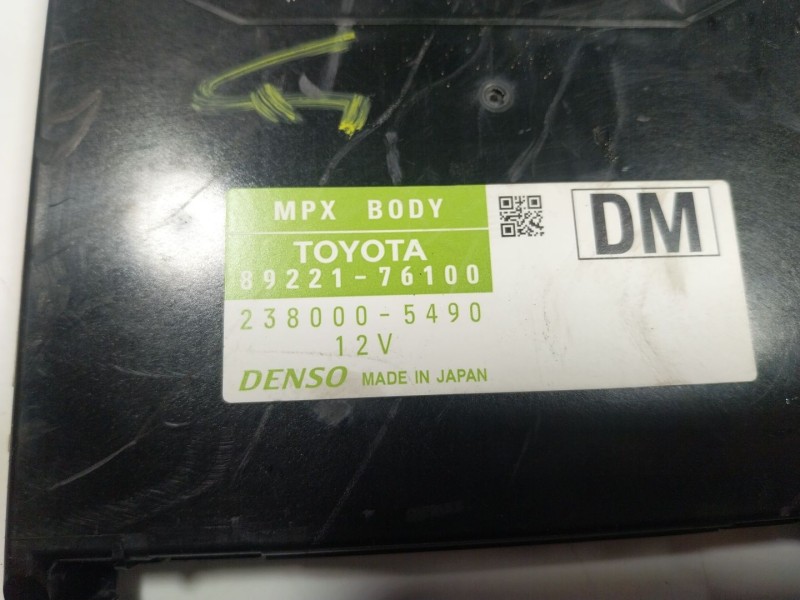 MPX BODY
TOYOTA
89221-76100
238000-5490
12V
DENSO MADE IN JAPAN
DM